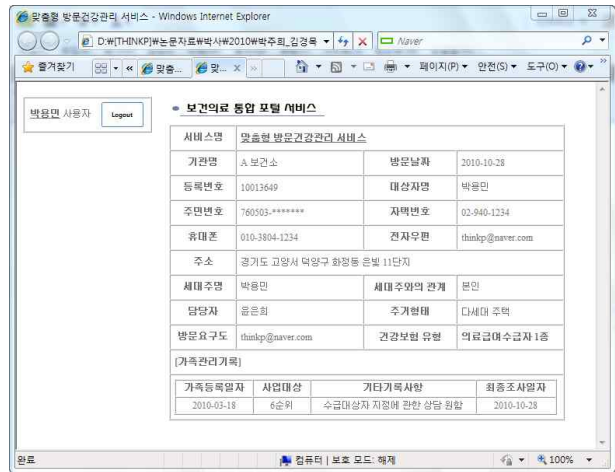 맞춤형 방문건강관리 서비스 - Windows Internet Explorer
D:￦[THINKP]￦논문자료￦박사￦2010￦박주희_김경목
Naver
즐겨찾기 맞춤... 맞... X 페이지(P) 안전(S) 도구(O)
박용민 사용자 Logout
보건의료 통합 포털 서비스
서비스명 맞춤형 방문건강관리 서비스
기관명 A 보건소 방문날짜 2010-10-28
등록번호 10013649 대상자명 박용민
주민번호 760503-******* 자택번호 02-940-1234
휴대폰 010-3804-1234 전자우편 thinkp@naver.com
주소 경기도 고양서 덕양구 화정동 은빛 11단지
세대주명 박용민 세대주와의 관계 본인
담당자 윤은희 주거형태 다세대 주택
방문요구도 thinkp@naver.com 건강보험 유형 의료급여수급자 1종
[가족관리기록]
가족등록일자 사업대상 기타기록사항 최종조사일자
2010-03-18 6순위 수급대상자 지정에 관한 상담 원함 2010-10-28
완료 컴퓨터 | 보호 모드: 해제 100%